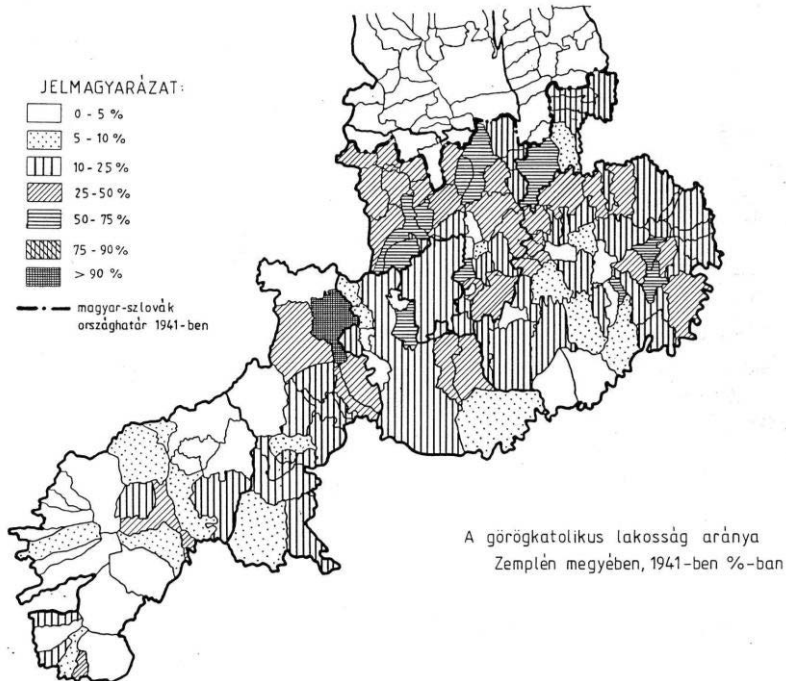 JELMAGYARÁZAT:
0 - 5 %
5 - 10 %
10 - 25 %
25 - 50 %
50 - 75 %
75 - 90 %
> 90 %
magyar-szlovák
országhatár 1941-ben
A görögkatolikus lakosság aránya
Zemplén megyében, 1941-ben %-ban